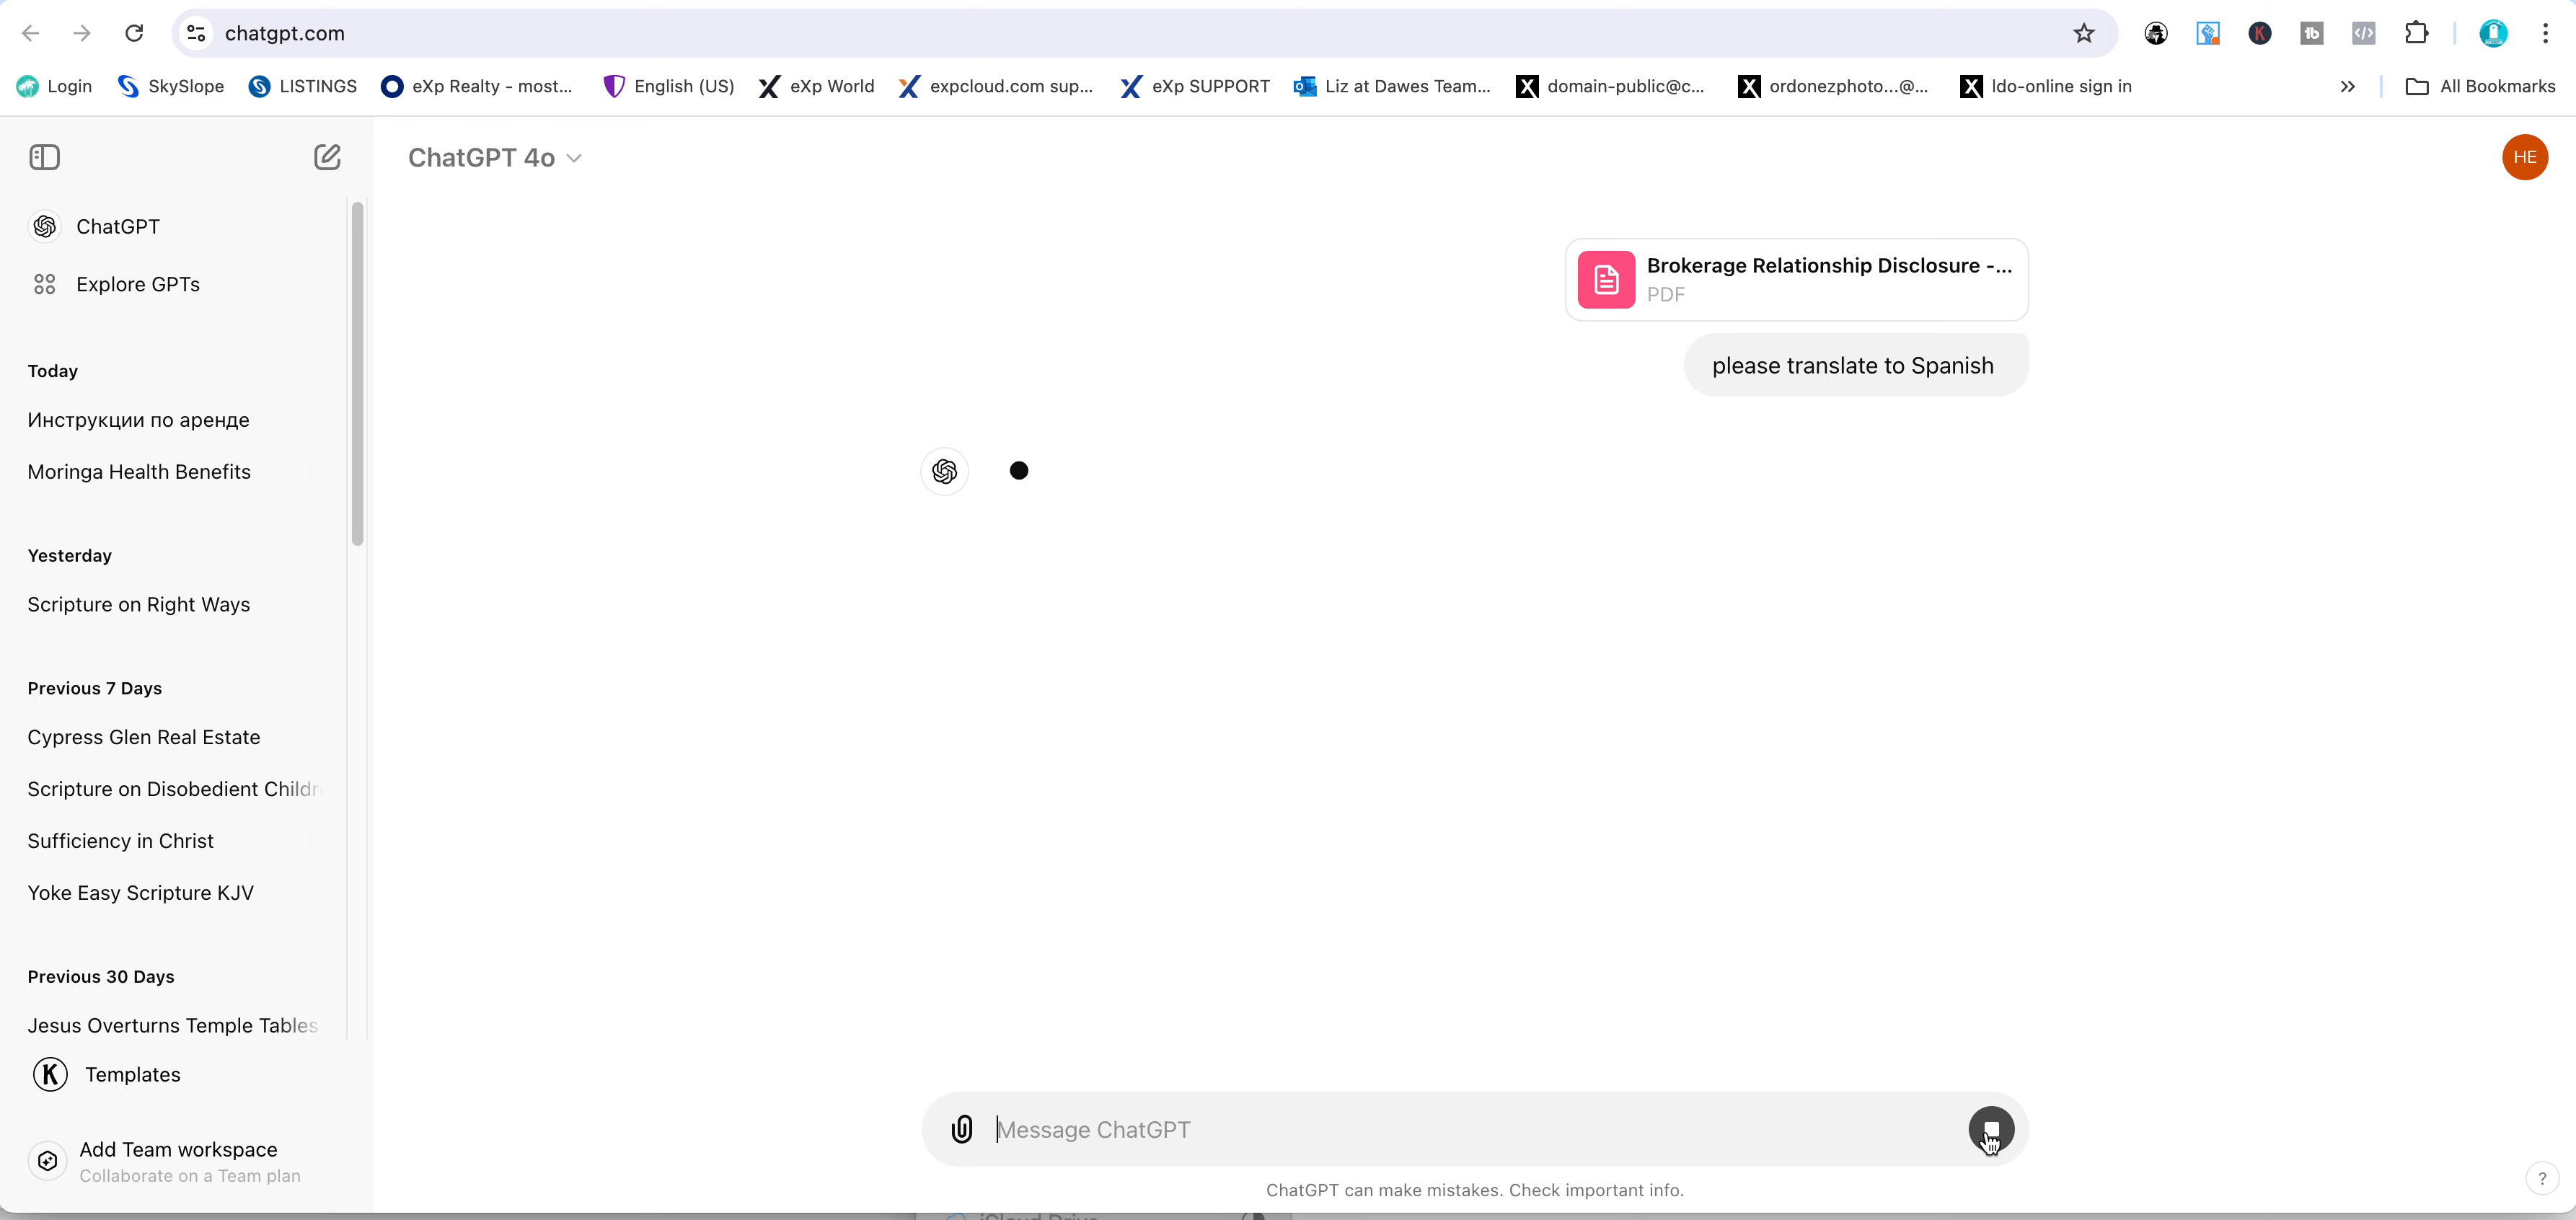 chatgpt.com
Login
SkySlope
LISTINGS
eXp Realty - most...
English (US)
eXp World
expcloud.com sup...
eXp SUPPORT
Liz at Dawes Team...
domain-public@c...
ordonezphoto...@...
ldo-online sign in
All Bookmarks
ChatGPT 4o
HE
ChatGPT
Explore GPTs
Today
Инструкции по аренде
Moringa Health Benefits
Yesterday
Scripture on Right Ways
Previous 7 Days
Cypress Glen Real Estate
Scripture on Disobedient Childr
Sufficiency in Christ
Yoke Easy Scripture KJV
Previous 30 Days
Jesus Overturns Temple Tables
K Templates
Add Team workspace
Collaborate on a Team plan
Brokerage Relationship Disclosure -...
PDF
please translate to Spanish
Message ChatGPT
ChatGPT can make mistakes. Check important info.
?